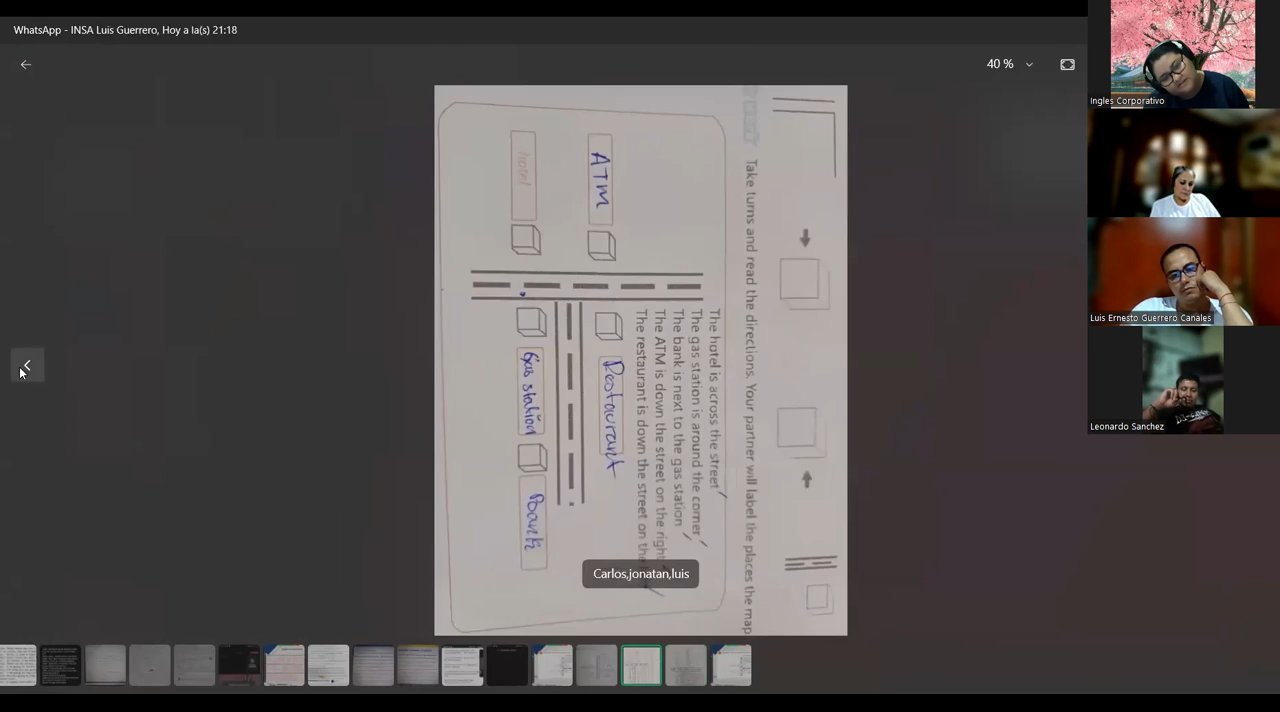 WhatsApp - INSA Luis Guerrero, Hoy a la(s) 21:18
40 %
Take turns and read the directions. Your partner will label the places the map
The hotel is across the street
The gas station is around the corner
The bank is next to the gas station
The ATM is down the street on the right
The restaurant is down the street on the
ATM
hotel
Restaurant
Gas station
Bank
Carlos,jonatan,luis
Ingles Corporativo
Luis Ernesto Guerrero Canales
Leonardo Sanchez